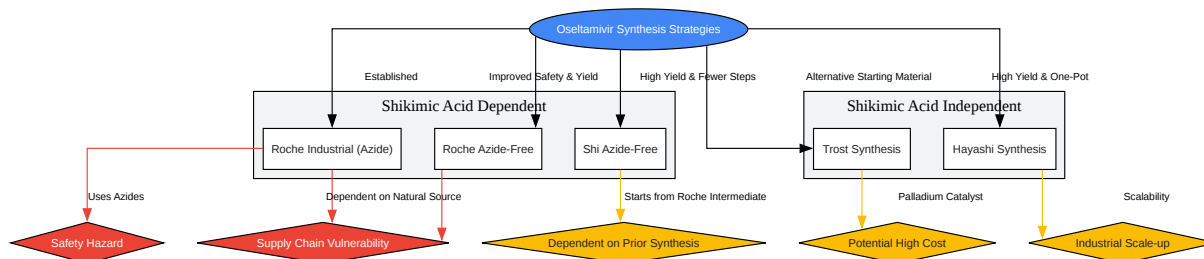 Oseltamivir Synthesis Strategies
Established
Improved Safety & Yield
High Yield & Fewer Steps
Alternative Starting Material
High Yield & One-Pot
Shikimic Acid Dependent
Shikimic Acid Independent
Roche Industrial (Azide)
Roche Azide-Free
Shi Azide-Free
Trost Synthesis
Hayashi Synthesis
Uses Azides
Dependent on Natural Source
Starts from Roche Intermediate
Palladium Catalyst
Scalability
Safety Hazard
Supply Chain Vulnerability
Dependent on Prior Synthesis
Potential High Cost
Industrial Scale-up